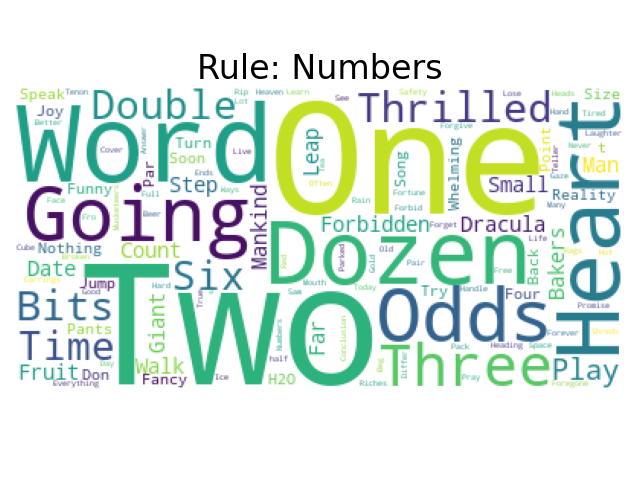 Rule: Numbers
Speak
Tenon
Rip
Heaven
Learn
See
Safety
Lose
Heads
Size
Joy
Better
Double
Lot
Thrilled
Hand
Tired
Word
One
Heart
Cover
Answer
Turn
Soon
Live
Leap
Tea
Song
Forgive
Whelming
Point
Teller
Laughter
Never
t
Man
Par
Step
Ends
Ways
Often
Fortune
Small
Gaze
Reality
Many
Funny
Face
Full
Going
Musketeers
Mankind
Rain
Forbid
Fro
Beer
Forbidden
Forget
Dracula
Life
Cube
Nothing
Broken
Count
Dozen
Parked
Old
Gold
Pair
Free
Back
Bakers
Rags
Hot
Date
Earrings
Jump
Good
Day
Two
Six
Hard
True
Red
Mouth
Sam
Today
Try
Handle
Four
Promise
Bits
Pants
Giant
Far
Odds
Forever
Shreds
Time
Numbers
Conclusion
Pack
Heading
Space
Fruit
Don
Walk
Fancy
Ice
half
H2O
Beg
Riches
Differ
Three
Pray
Play
Everything
Foregone